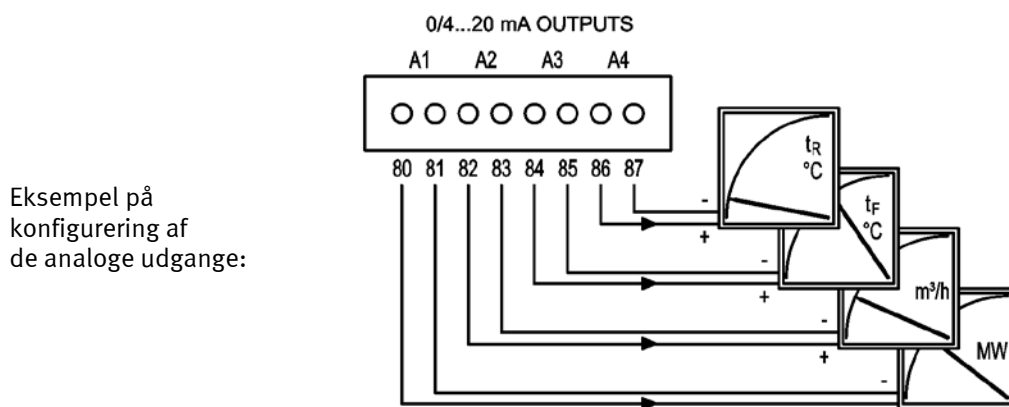 0/4...20 mA OUTPUTS
A1 A2 A3 A4
80 81 82 83 84 85 86 87
Eksempel på
konfigurering af
de analoge udgange:
tR
°C
-
+
tF
°C
-
+
m³/h
-
+
MW
-